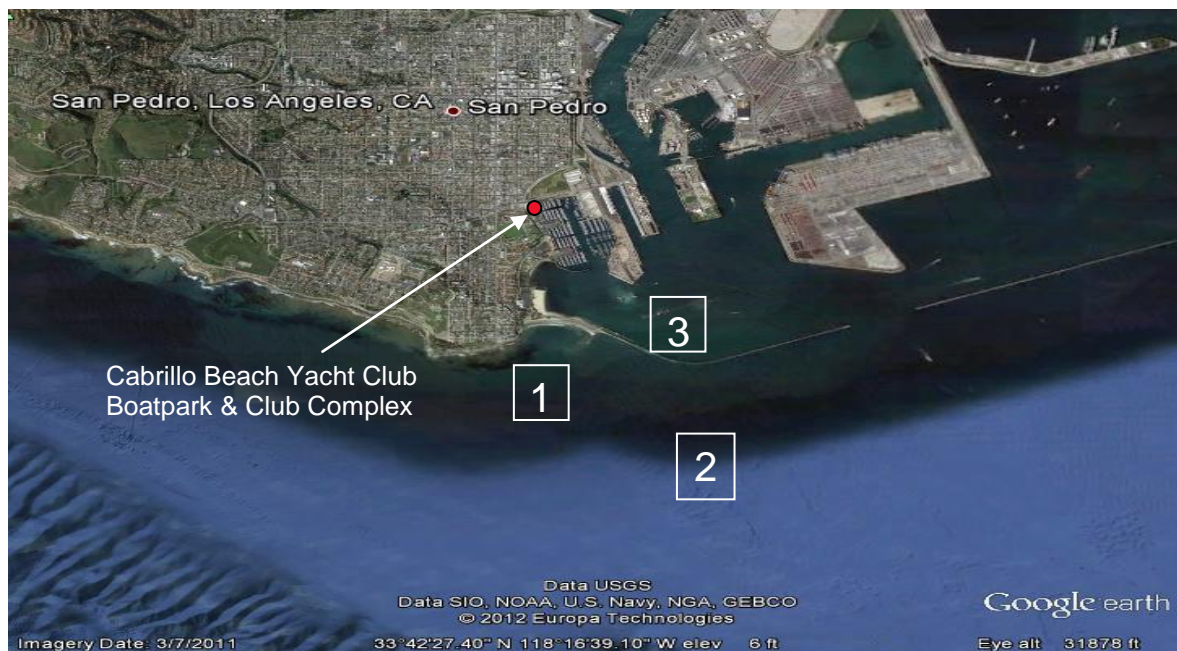 San Pedro, Los Angeles, CA
San Pedro
Cabrillo Beach Yacht Club
Boatpark & Club Complex
3
1
2
Data USGS
Data SIO, NOAA, U.S. Navy, NGA, GEBCO
© 2012 Europa Technologies
Google earth
Imagery Date: 3/7/2011
33°42'27.40" N 118°16'39.10" W elev 6 ft
Eye alt 31878 ft